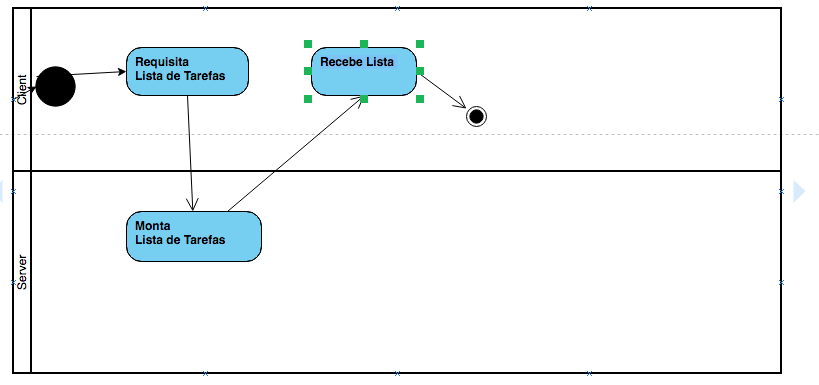 Client
Requisita
Lista de Tarefas
Recebe Lista
Server
Monta
Lista de Tarefas